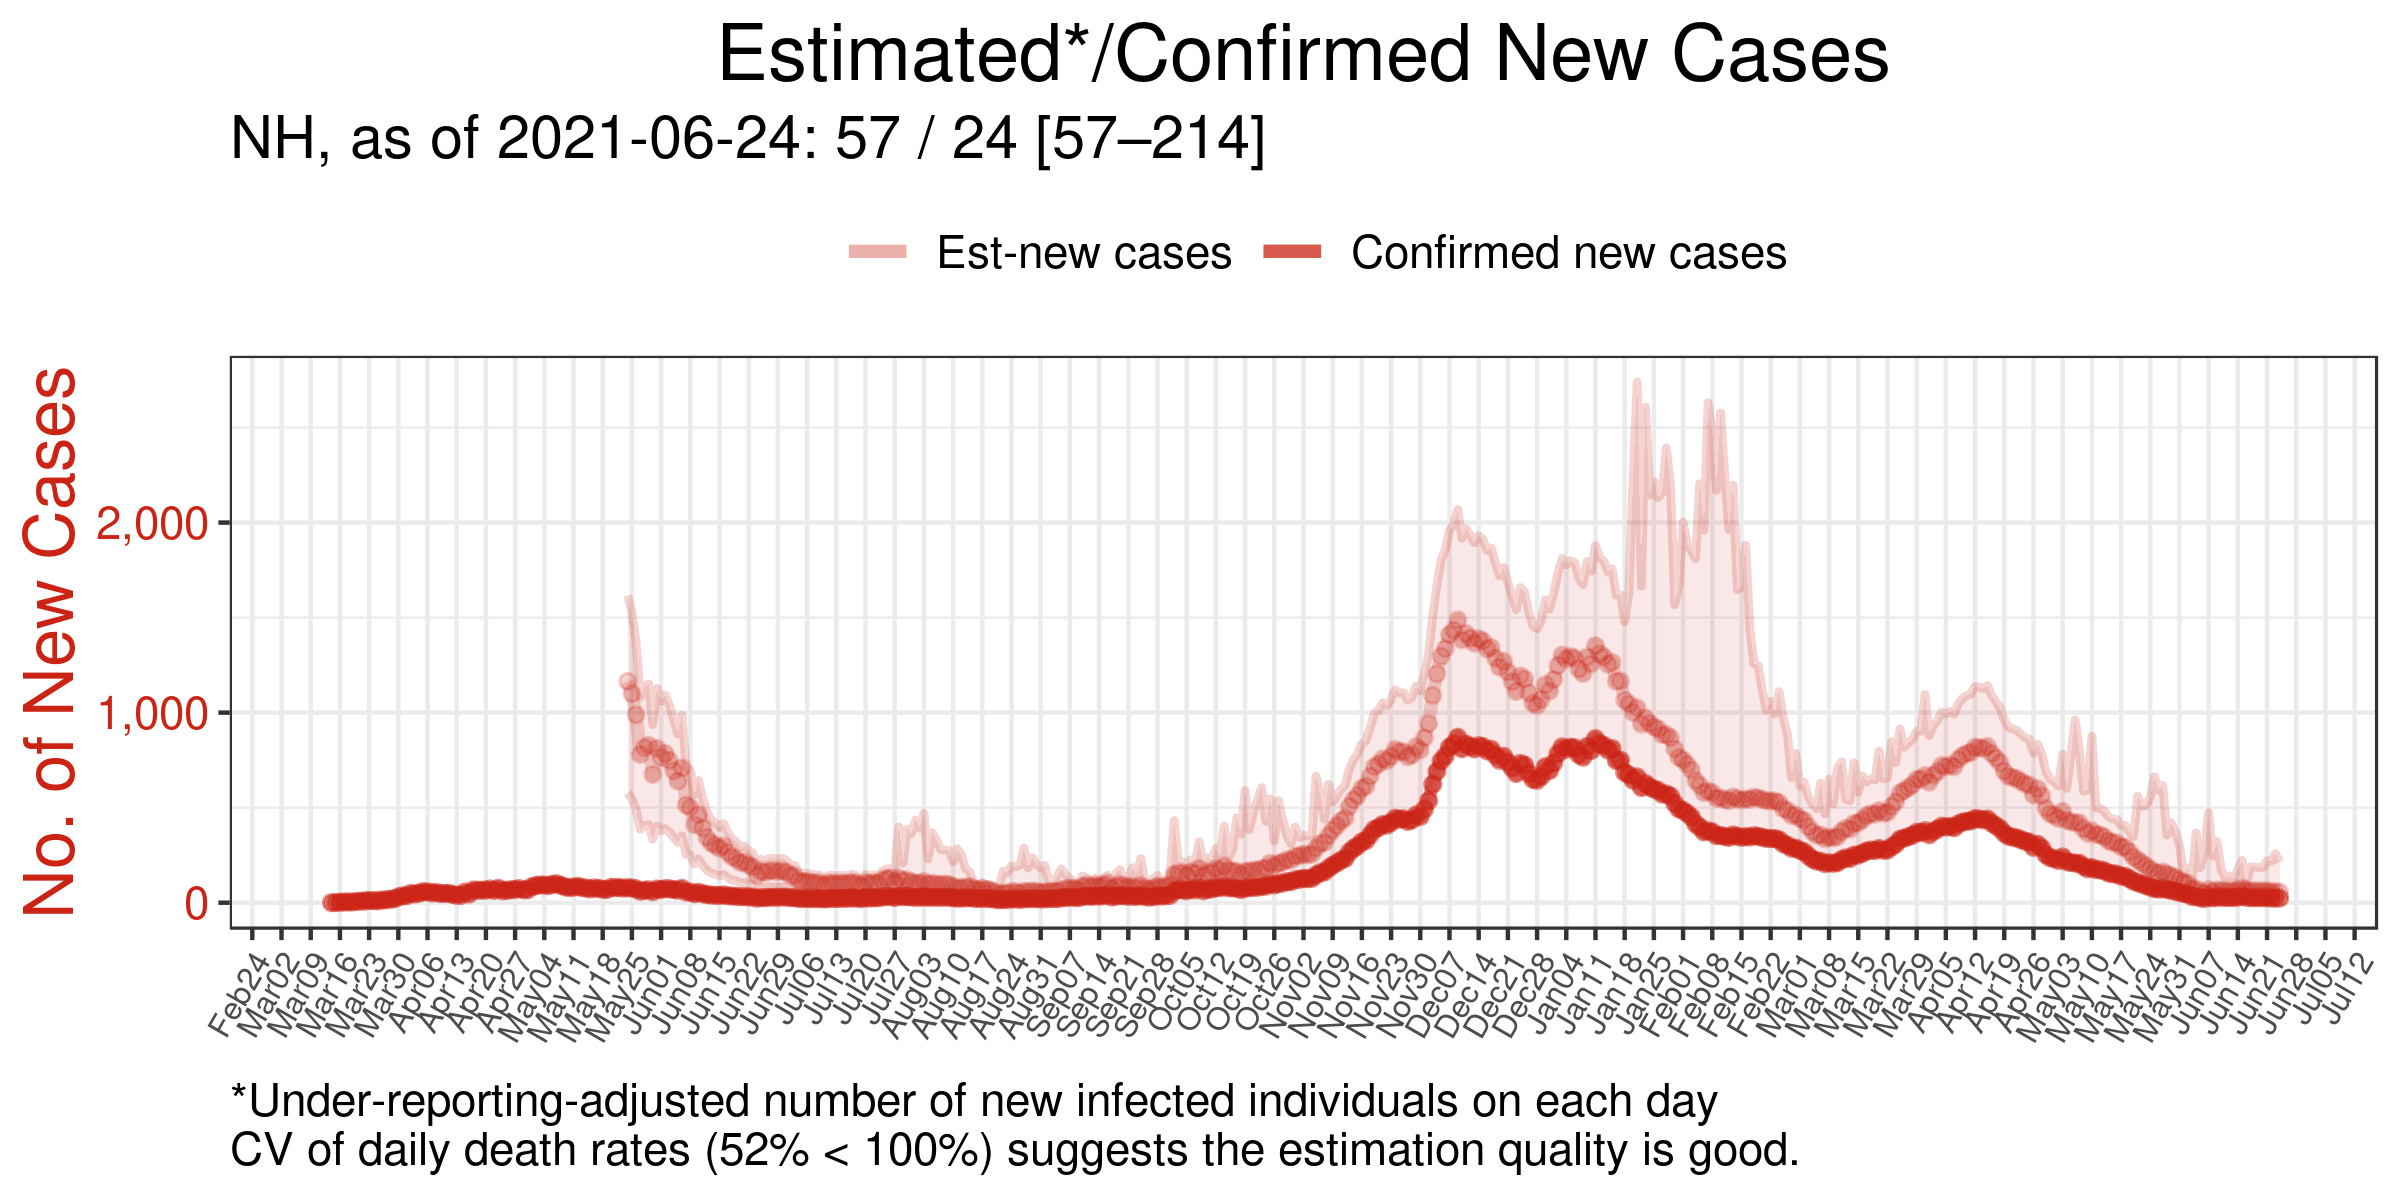 Estimated*/Confirmed New Cases
NH, as of 2021-06-24: 57 / 24 [57–214]
Est-new cases Confirmed new cases
No. of New Cases
2,000
1,000
0
Feb24 Mar02 Mar09 Mar16 Mar23 Mar30 Apr06 Apr13 Apr20 Apr27 May04 May11 May18 May25 Jun01 Jun08 Jun15 Jun22 Jun29 Jul06 Jul13 Jul20 Jul27 Aug03 Aug10 Aug17 Aug24 Aug31 Sep07 Sep14 Sep21 Sep28 Oct05 Oct12 Oct19 Oct26 Nov02 Nov09 Nov16 Nov23 Nov30 Dec07 Dec14 Dec21 Dec28 Jan04 Jan11 Jan18 Jan25 Feb01 Feb08 Feb15 Feb22 Mar01 Mar08 Mar15 Mar22 Mar29 Apr05 Apr12 Apr19 Apr26 May03 May10 May17 May24 May31 Jun07 Jun14 Jun21 Jun28 Jul05 Jul12
*Under-reporting-adjusted number of new infected individuals on each day
CV of daily death rates (52% < 100%) suggests the estimation quality is good.